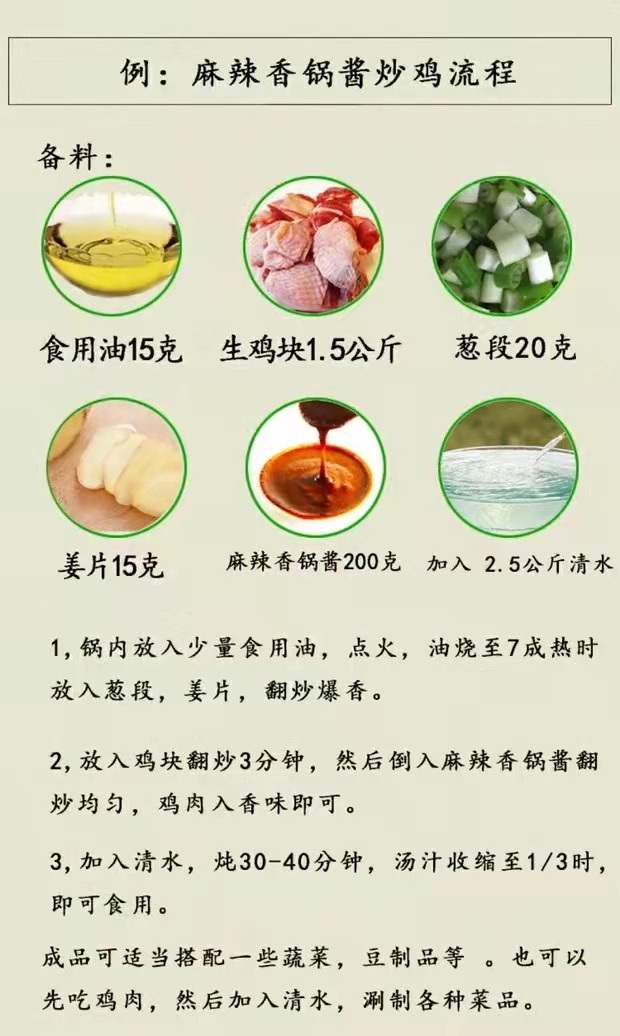 例：麻辣香锅酱炒鸡流程
备料：
食用油15克
生鸡块1.5公斤
葱段20克
姜片15克
麻辣香锅酱200克
加入 2.5公斤清水
1,锅内放入少量食用油，点火，油烧至7成热时
放入葱段，姜片，翻炒爆香。
2,放入鸡块翻炒3分钟，然后倒入麻辣香锅酱翻
炒均匀，鸡肉入香味即可。
3,加入清水，炖30-40分钟，汤汁收缩至1/3时，
即可食用。
成品可适当搭配一些蔬菜，豆制品等 。也可以
先吃鸡肉，然后加入清水，涮制各种菜品。